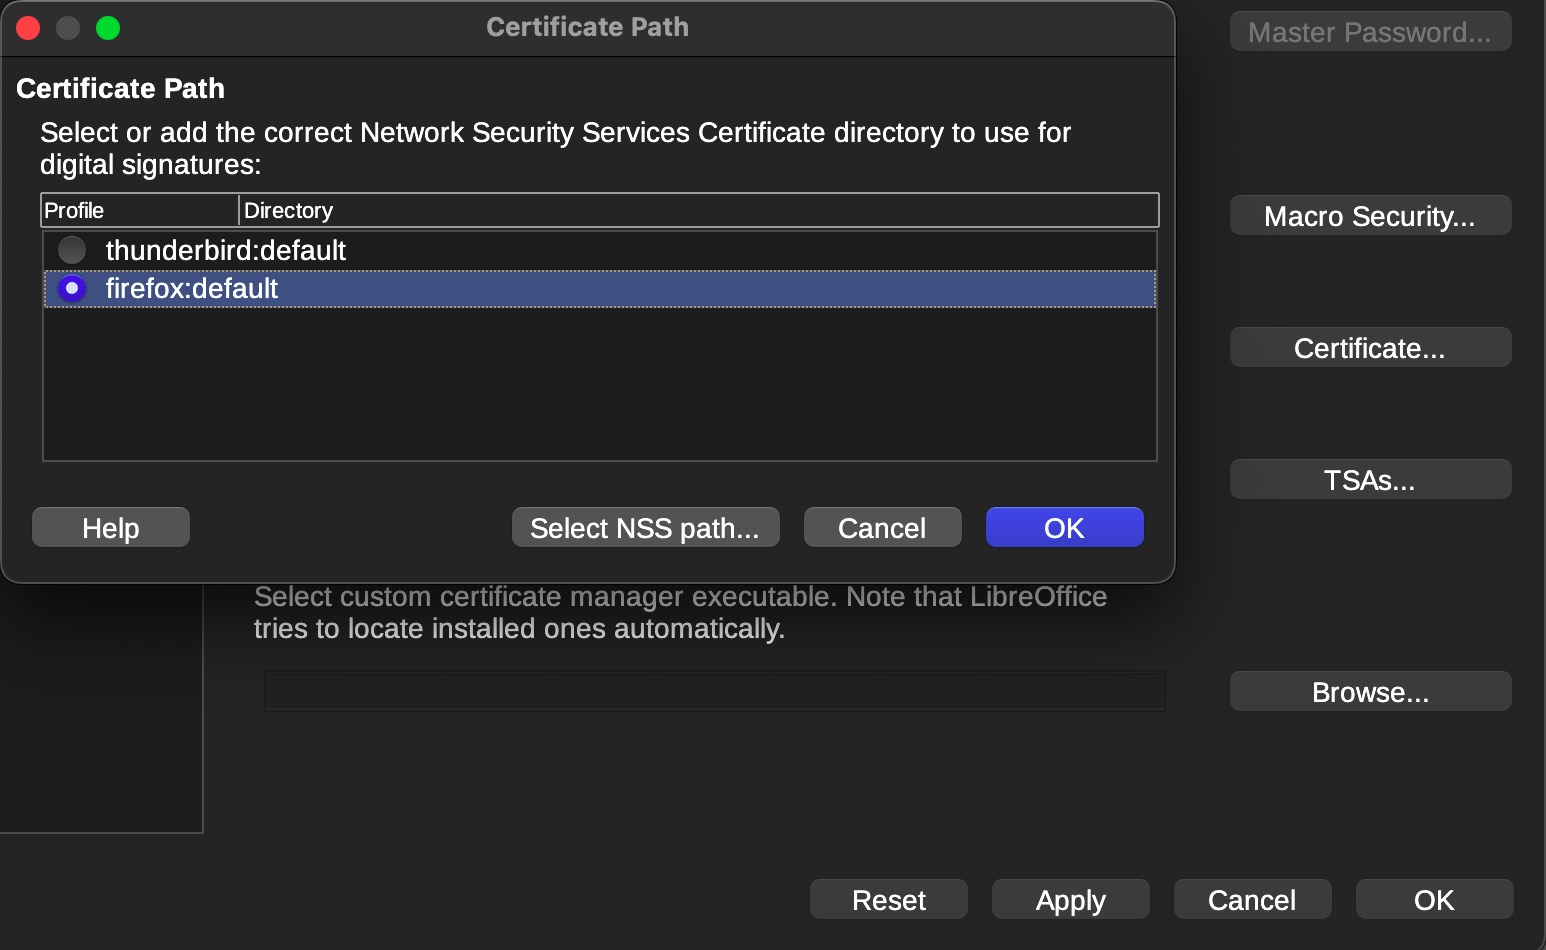 Certificate Path
Master Password...
Certificate Path
Select or add the correct Network Security Services Certificate directory to use for
digital signatures:
Profile Directory
thunderbird:default
firefox:default
Macro Security...
Certificate...
TSAs...
Help Select NSS path... Cancel OK
Select custom certificate manager executable. Note that LibreOffice
tries to locate installed ones automatically.
Browse...
Reset Apply Cancel OK